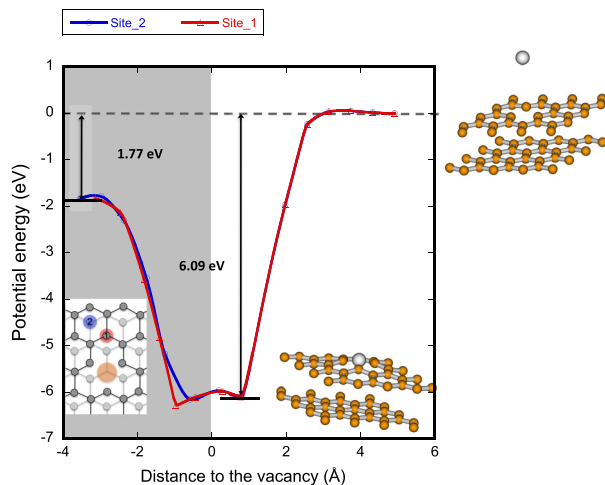 Site_2 Site_1
1
0
-1
-2
-3
-4
-5
-6
-7
-4 -2 0 2 4 6
Potential energy (eV)
Distance to the vacancy (Å)
1.77 eV
6.09 eV
2
1